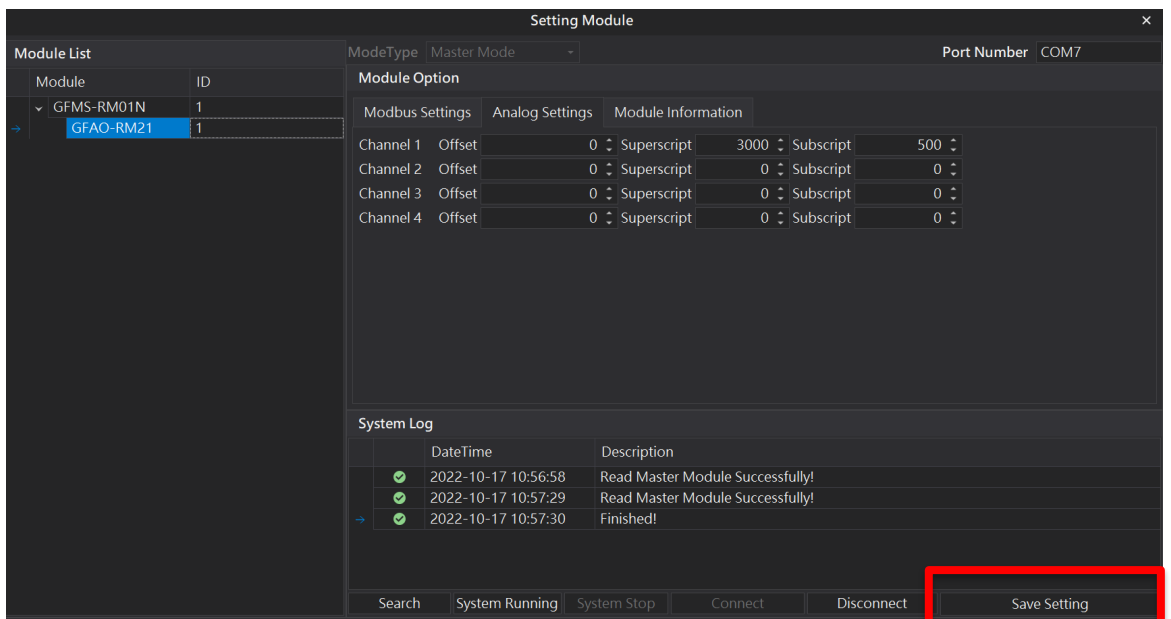 Setting Module
Module List
ModeType Master Mode Port Number COM7
Module ID
Module Option
GFMS-RM01N 1
GFAO-RM21 1
Modbus Settings Analog Settings Module Information
Channel 1 Offset 0 Superscript 3000 Subscript 500
Channel 2 Offset 0 Superscript 0 Subscript 0
Channel 3 Offset 0 Superscript 0 Subscript 0
Channel 4 Offset 0 Superscript 0 Subscript 0
System Log
DateTime Description
2022-10-17 10:56:58 Read Master Module Successfully!
2022-10-17 10:57:29 Read Master Module Successfully!
2022-10-17 10:57:30 Finished!
Search System Running System Stop Connect Disconnect Save Setting